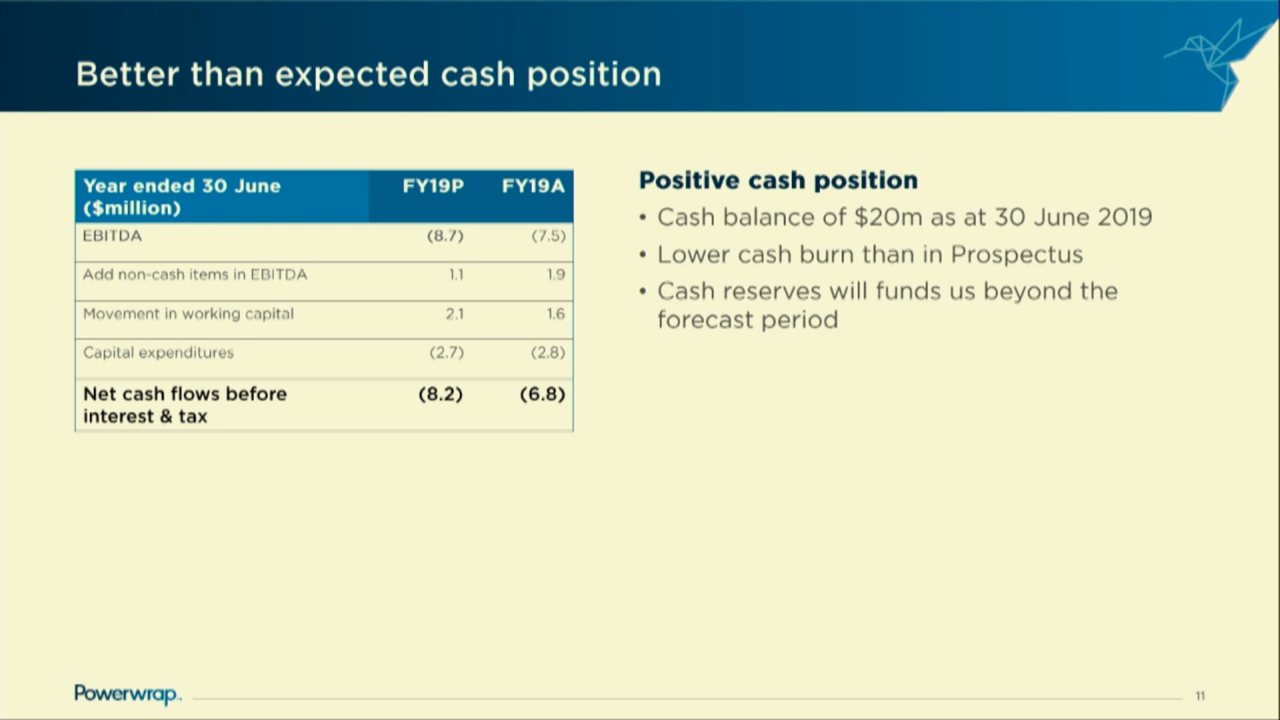 Better than expected cash position
Year ended 30 June FY19P FY19A
($million)
EBITDA (8.7) (7.5)
Add non-cash items in EBITDA 1.1 1.9
Movement in working capital 2.1 1.6
Capital expenditures (2.7) (2.8)
Net cash flows before (8.2) (6.8)
interest & tax
Positive cash position
• Cash balance of $20m as at 30 June 2019
• Lower cash burn than in Prospectus
• Cash reserves will funds us beyond the
forecast period
Powerwrap
11